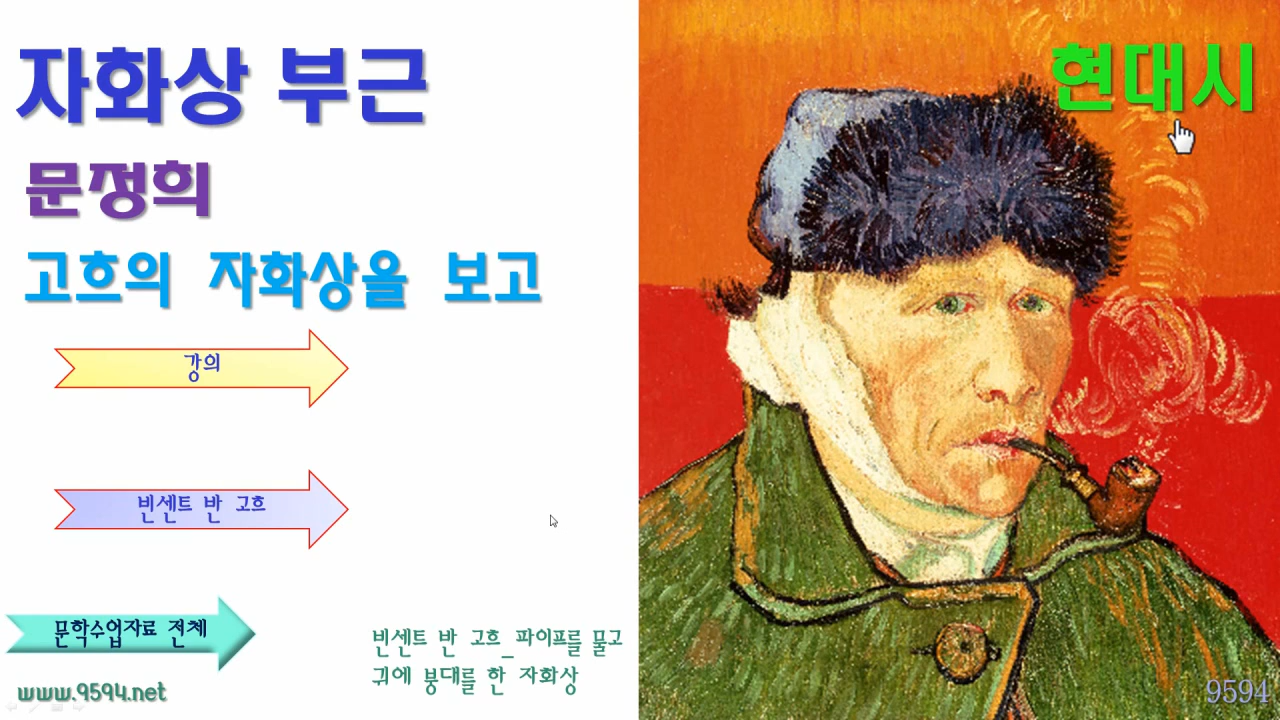 자화상 부근
현대시
문정희
고흐의 자화상을 보고
강의
빈센트 반 고흐
문학수업자료 전체
빈센트 반 고흐_파이프를 물고
귀에 붕대를 한 자화상
www.9594.net
9594